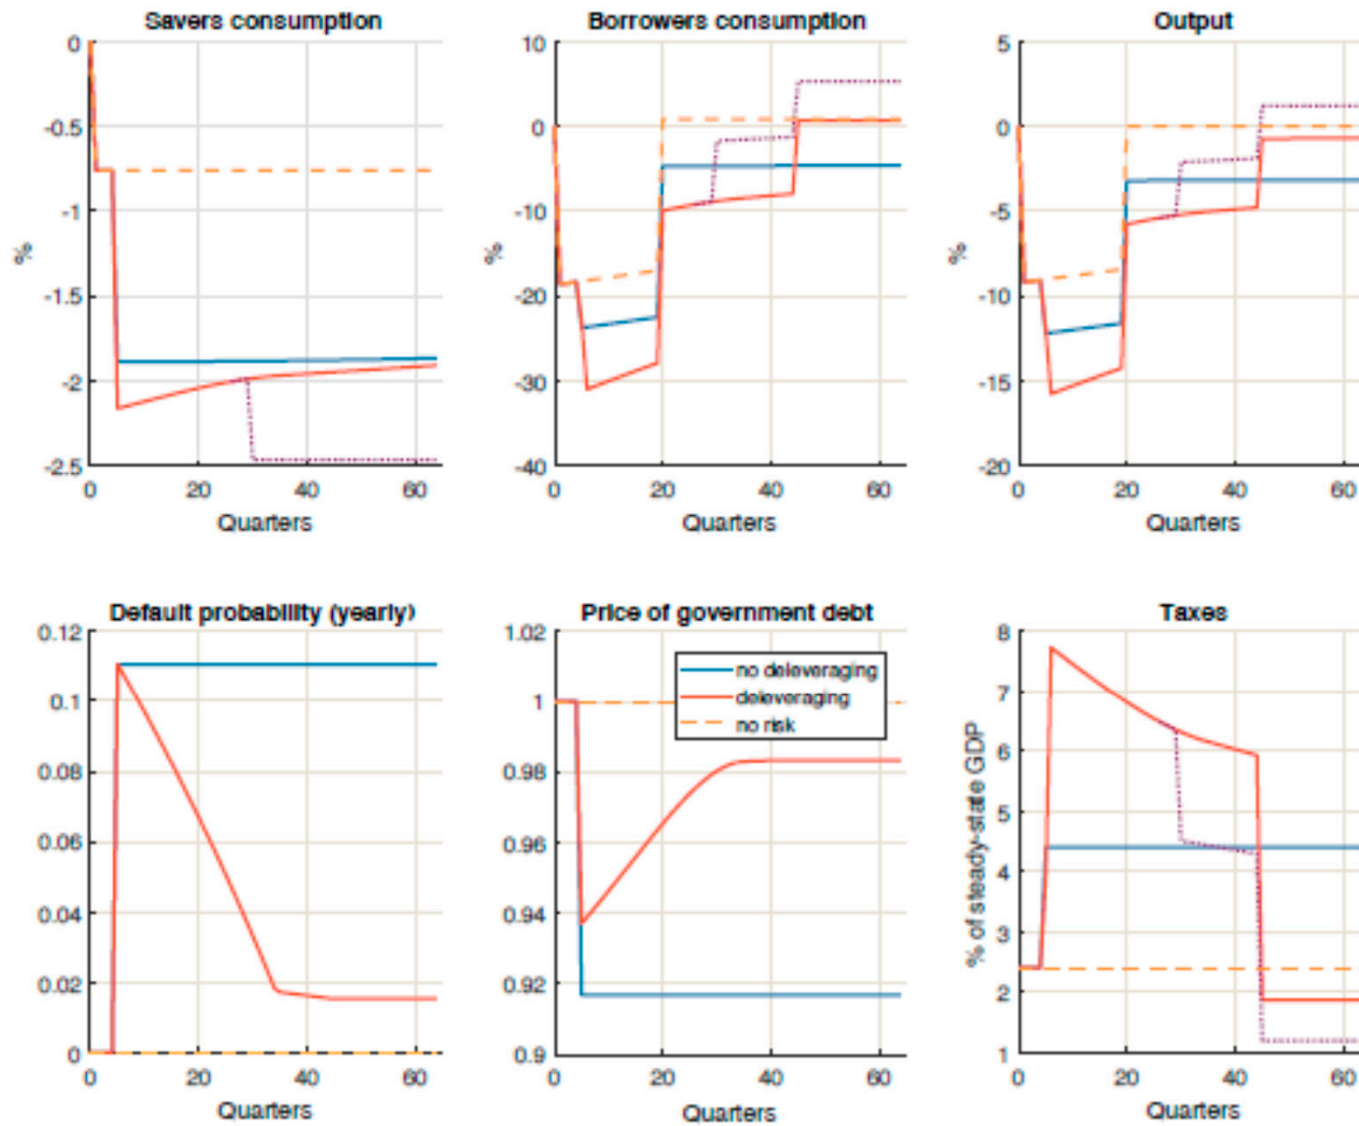 Savers consumption
0
-0.5
-1
-1.5
-2
-2.5
%
0 20 40 60
Quarters
Borrowers consumption
10
0
-10
-20
-30
-40
%
0 20 40 60
Quarters
Output
5
0
-5
-10
-15
-20
%
0 20 40 60
Quarters
Default probability (yearly)
0.12
0.1
0.08
0.06
0.04
0.02
0
0 20 40 60
Quarters
Price of government debt
1.02
1
0.98
0.96
0.94
0.92
0.9
no deleveraging
deleveraging
no risk
0 20 40 60
Quarters
Taxes
8
7
6
5
4
3
2
1
% of steady-state GDP
0 20 40 60
Quarters